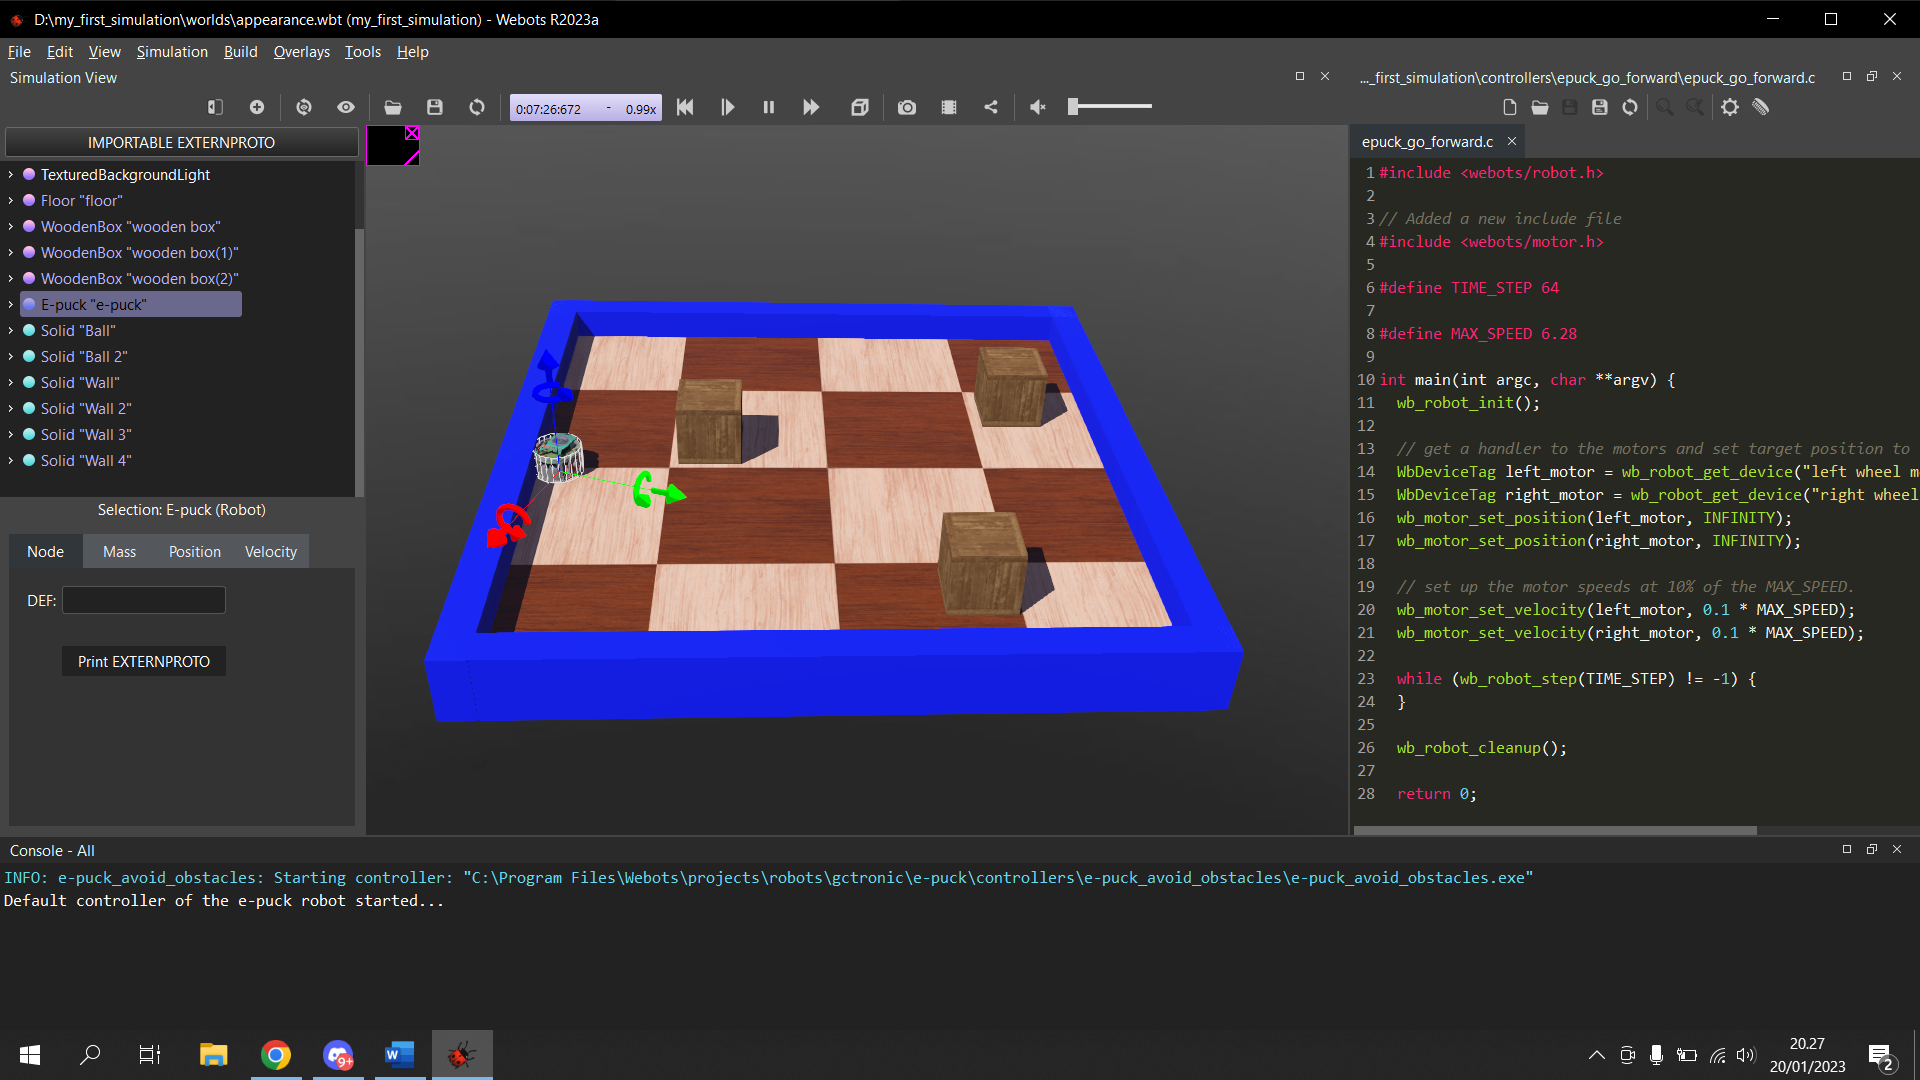 D:\my_first_simulation\worlds\appearance.wbt (my_first_simulation) - Webots R2023a
File Edit View Simulation Build Overlays Tools Help
Simulation View
0:07:26:672 - 0.99x
IMPORTABLE EXTERNPROTO
TexturedBackgroundLight
Floor "floor"
WoodenBox "wooden box"
WoodenBox "wooden box(1)"
WoodenBox "wooden box(2)"
E-puck "e-puck"
Solid "Ball"
Solid "Ball 2"
Solid "Wall"
Solid "Wall 2"
Solid "Wall 3"
Solid "Wall 4"
Selection: E-puck (Robot)
Node Mass Position Velocity
DEF:
Print EXTERNPROTO
..._first_simulation\controllers\epuck_go_forward\epuck_go_forward.c
epuck_go_forward.c
1 #include <webots/robot.h>
2
3 // Added a new include file
4 #include <webots/motor.h>
5
6 #define TIME_STEP 64
7
8 #define MAX_SPEED 6.28
9
10 int main(int argc, char **argv) {
11 wb_robot_init();
12
13 // get a handler to the motors and set target position to
14 WbDeviceTag left_motor = wb_robot_get_device("left wheel m
15 WbDeviceTag right_motor = wb_robot_get_device("right wheel
16 wb_motor_set_position(left_motor, INFINITY);
17 wb_motor_set_position(right_motor, INFINITY);
18
19 // set up the motor speeds at 10% of the MAX_SPEED.
20 wb_motor_set_velocity(left_motor, 0.1 * MAX_SPEED);
21 wb_motor_set_velocity(right_motor, 0.1 * MAX_SPEED);
22
23 while (wb_robot_step(TIME_STEP) != -1) {
24 }
25
26 wb_robot_cleanup();
27
28 return 0;
Console - All
INFO: e-puck_avoid_obstacles: Starting controller: "C:\Program Files\Webots\projects\robots\gctronic\e-puck\controllers\e-puck_avoid_obstacles\e-puck_avoid_obstacles.exe"
Default controller of the e-puck robot started...
9+
W
20.27
20/01/2023
2